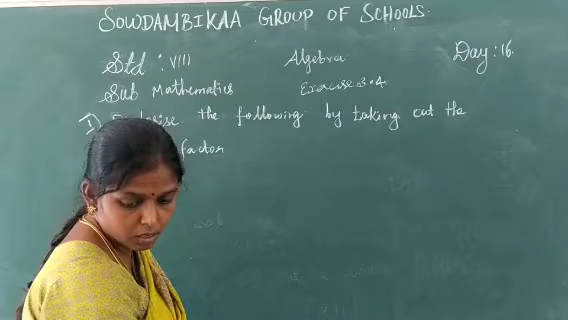 SOWDAMBIKAA GROUP OF SCHOOLS.
Std : VIII Algebra Day : 16.
Sub Mathematics Exercise 3.4
I) the following by taking out the
factor